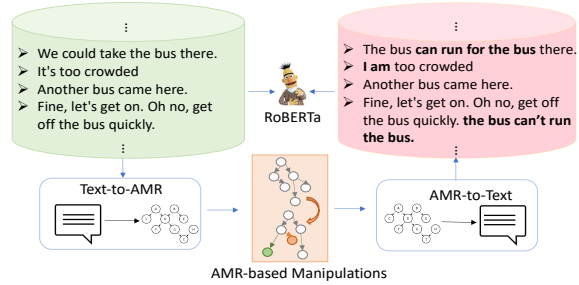 ⋮
➢ We could take the bus there.
➢ It's too crowded
➢ Another bus came here.
➢ Fine, let's get on. Oh no, get
off the bus quickly.
⋮
RoBERTa
⋮
➢ The bus can run for the bus there.
➢ I am too crowded
➢ Another bus came here.
➢ Fine, let's get on. Oh no, get off
the bus quickly. the bus can't run
the bus.
⋮
Text-to-AMR
AMR-based Manipulations
AMR-to-Text